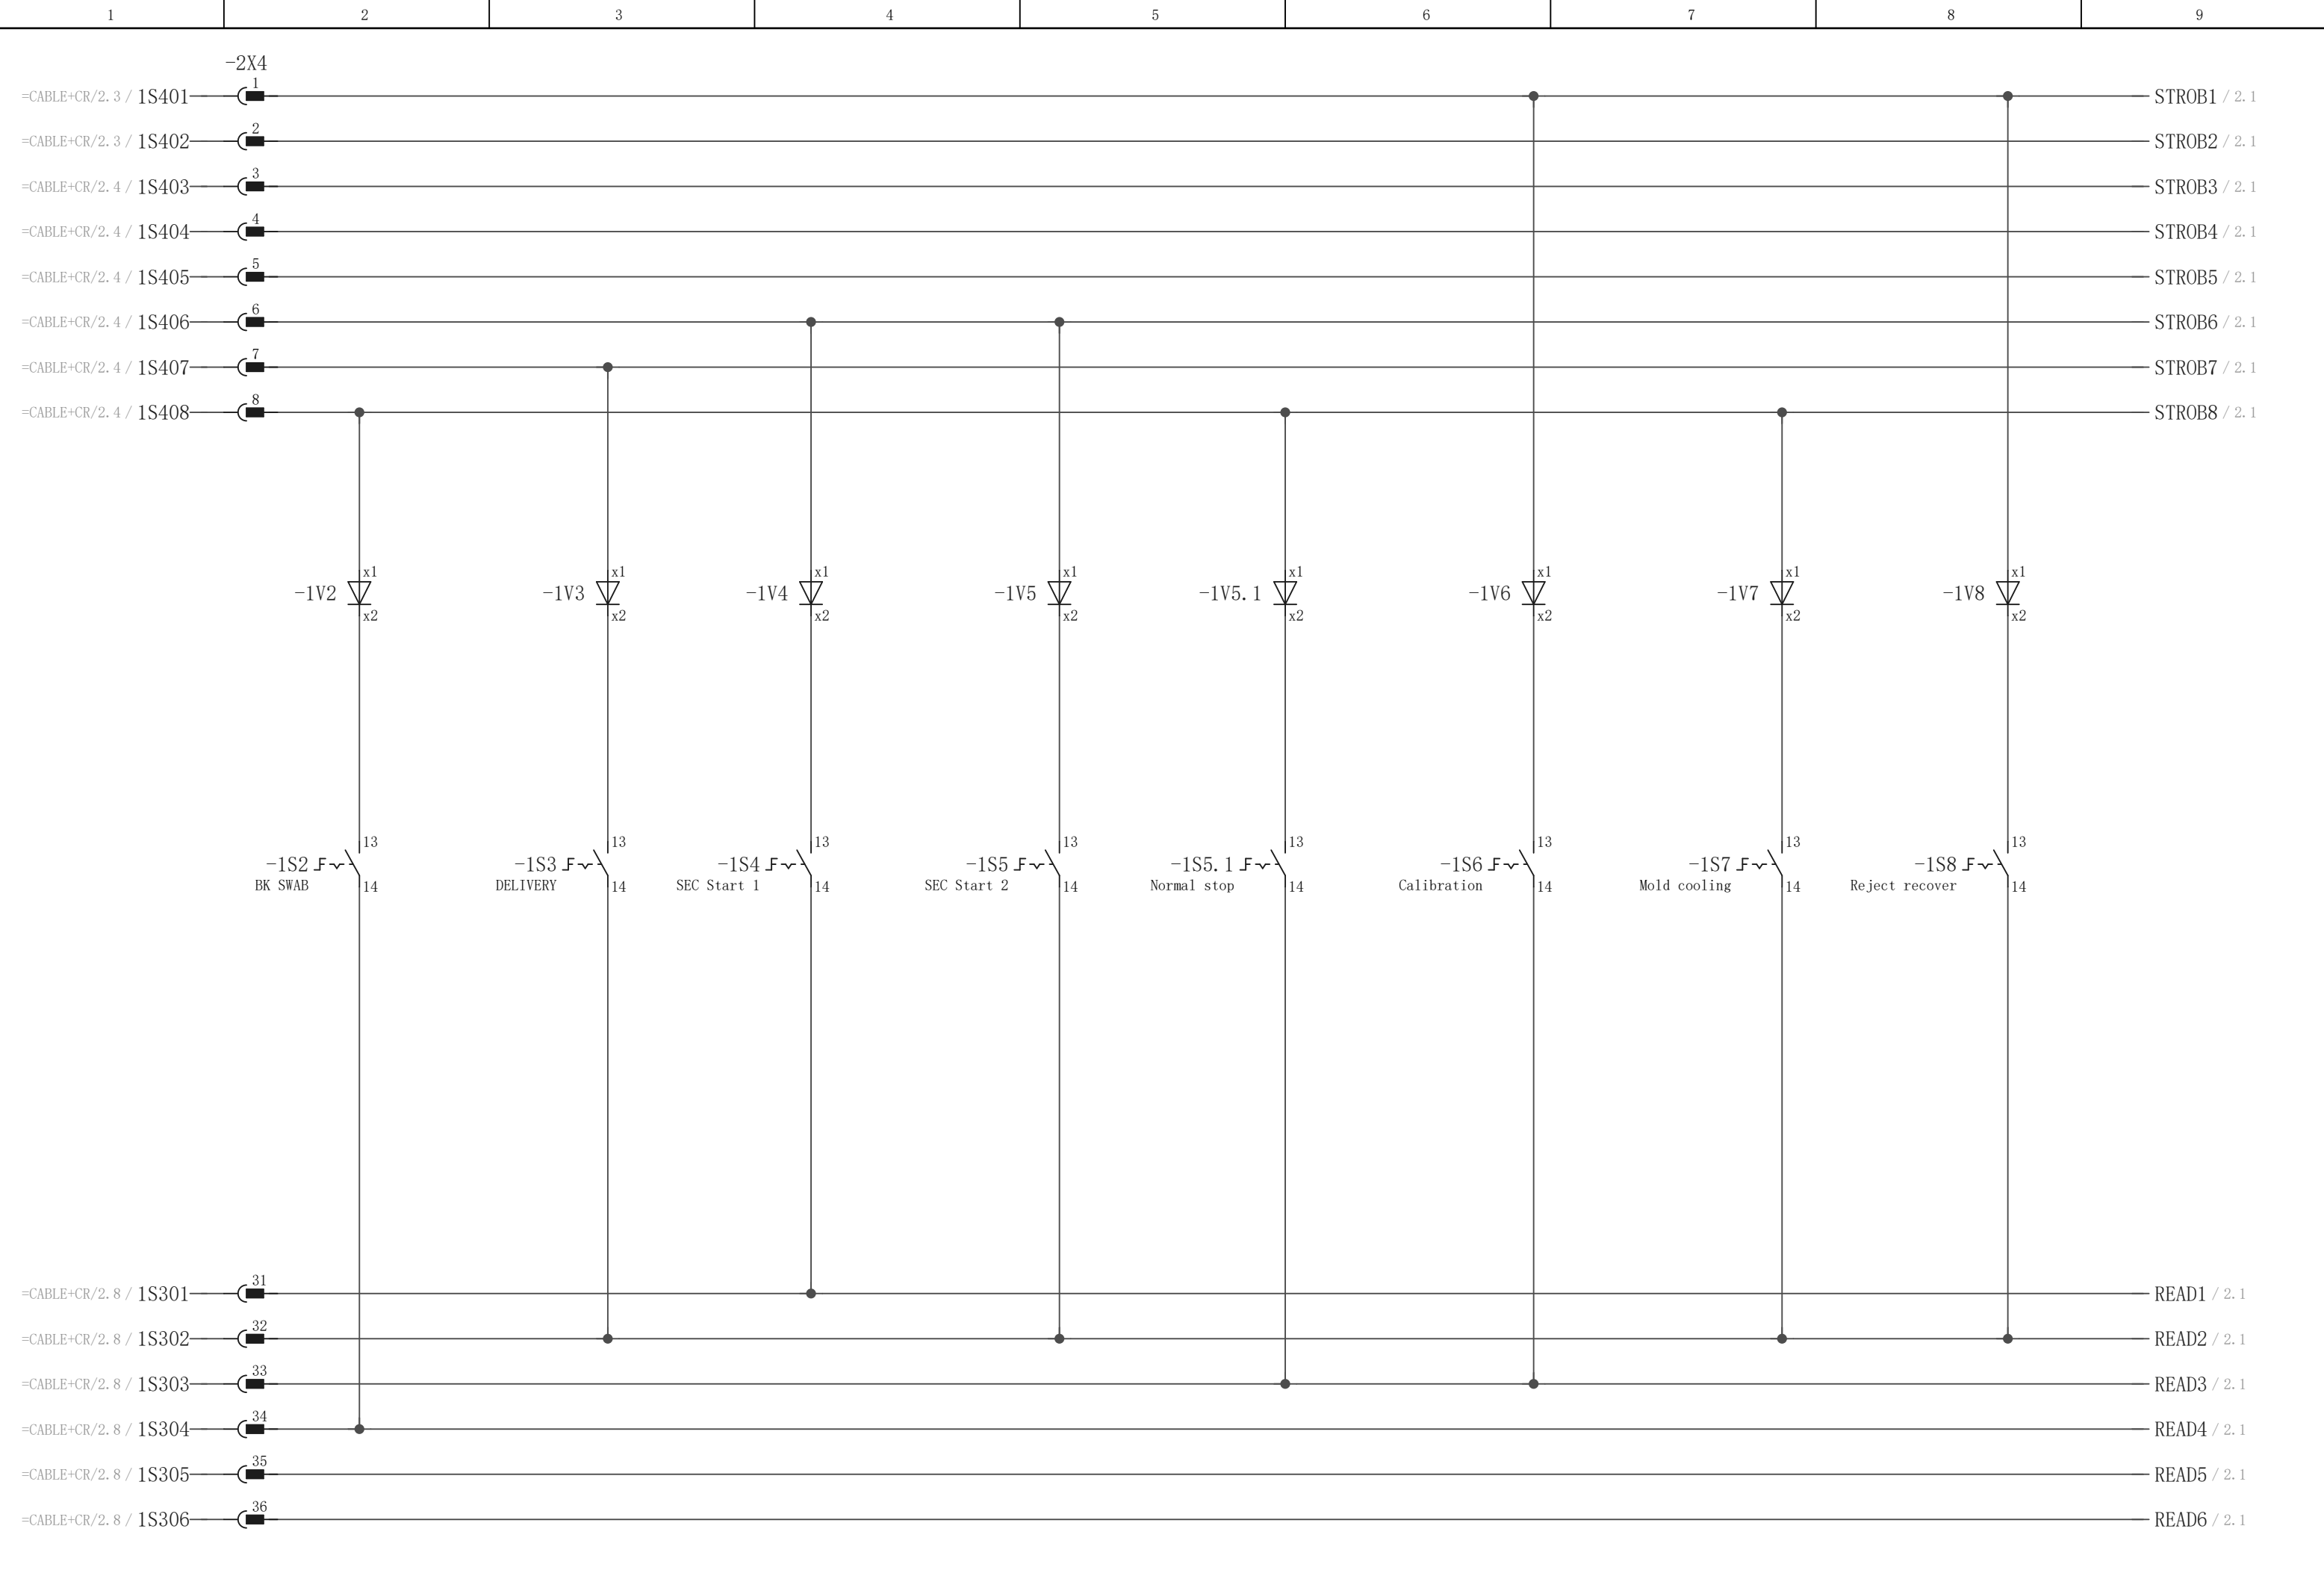 1 2 3 4 5 6 7 8 9
-2X4
=CABLE+CR/2.3 / 1S401 1 STROB1 / 2.1
=CABLE+CR/2.3 / 1S402 2 STROB2 / 2.1
=CABLE+CR/2.4 / 1S403 3 STROB3 / 2.1
=CABLE+CR/2.4 / 1S404 4 STROB4 / 2.1
=CABLE+CR/2.4 / 1S405 5 STROB5 / 2.1
=CABLE+CR/2.4 / 1S406 6 STROB6 / 2.1
=CABLE+CR/2.4 / 1S407 7 STROB7 / 2.1
=CABLE+CR/2.4 / 1S408 8 STROB8 / 2.1
x1 x1 x1 x1 x1 x1 x1 x1
-1V2 -1V3 -1V4 -1V5 -1V5.1 -1V6 -1V7 -1V8
x2 x2 x2 x2 x2 x2 x2 x2
13 13 13 13 13 13 13 13
-1S2 -1S3 -1S4 -1S5 -1S5.1 -1S6 -1S7 -1S8
BK SWAB 14 DELIVERY 14 SEC Start 1 14 SEC Start 2 14 Normal stop 14 Calibration 14 Mold cooling 14 Reject recover 14
=CABLE+CR/2.8 / 1S301 31 READ1 / 2.1
=CABLE+CR/2.8 / 1S302 32 READ2 / 2.1
=CABLE+CR/2.8 / 1S303 33 READ3 / 2.1
=CABLE+CR/2.8 / 1S304 34 READ4 / 2.1
=CABLE+CR/2.8 / 1S305 35 READ5 / 2.1
=CABLE+CR/2.8 / 1S306 36 READ6 / 2.1